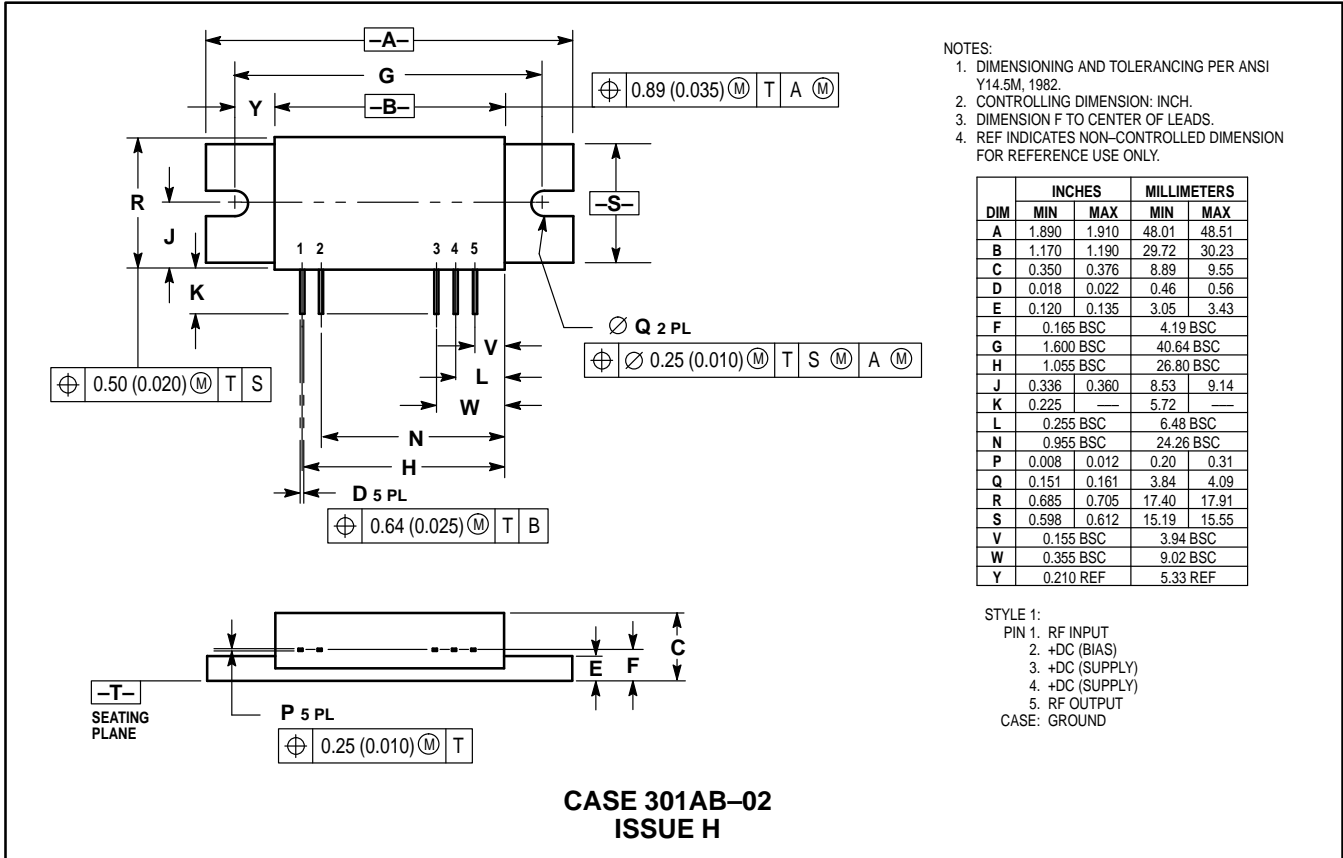 –A–
G
⌖ 0.89 (0.035) Ⓜ T A Ⓜ
Y –B–
R
–S–
J
1 2 3 4 5
K
∅ Q 2 PL
⌖ ∅ 0.25 (0.010) Ⓜ T S Ⓜ A Ⓜ
V
⌖ 0.50 (0.020) Ⓜ T S
L
W
N
H
D 5 PL
⌖ 0.64 (0.025) Ⓜ T B
C
E F
–T–
SEATING
PLANE
P 5 PL
⌖ 0.25 (0.010) Ⓜ T
NOTES:
1. DIMENSIONING AND TOLERANCING PER ANSI
Y14.5M, 1982.
2. CONTROLLING DIMENSION: INCH.
3. DIMENSION F TO CENTER OF LEADS.
4. REF INDICATES NON–CONTROLLED DIMENSION
FOR REFERENCE USE ONLY.
INCHES MILLIMETERS
DIM MIN MAX MIN MAX
A 1.890 1.910 48.01 48.51
B 1.170 1.190 29.72 30.23
C 0.350 0.376 8.89 9.55
D 0.018 0.022 0.46 0.56
E 0.120 0.135 3.05 3.43
F 0.165 BSC 4.19 BSC
G 1.600 BSC 40.64 BSC
H 1.055 BSC 26.80 BSC
J 0.336 0.360 8.53 9.14
K 0.225 ––– 5.72 –––
L 0.255 BSC 6.48 BSC
N 0.955 BSC 24.26 BSC
P 0.008 0.012 0.20 0.31
Q 0.151 0.161 3.84 4.09
R 0.685 0.705 17.40 17.91
S 0.598 0.612 15.19 15.55
V 0.155 BSC 3.94 BSC
W 0.355 BSC 9.02 BSC
Y 0.210 REF 5.33 REF
STYLE 1:
PIN 1. RF INPUT
2. +DC (BIAS)
3. +DC (SUPPLY)
4. +DC (SUPPLY)
5. RF OUTPUT
CASE: GROUND
CASE 301AB–02
ISSUE H